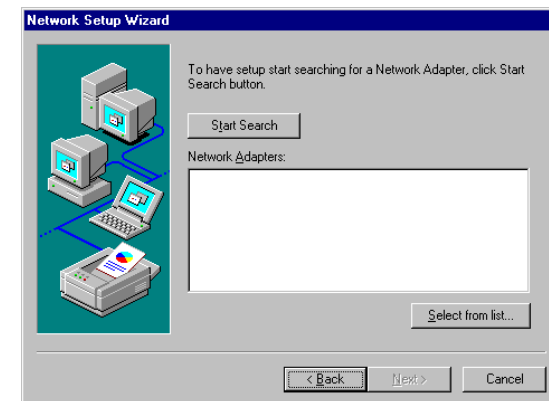 Network Setup Wizard
To have setup start searching for a Network Adapter, click Start
Search button.
Start Search
Network Adapters:
Select from list...
< Back
Next >
Cancel